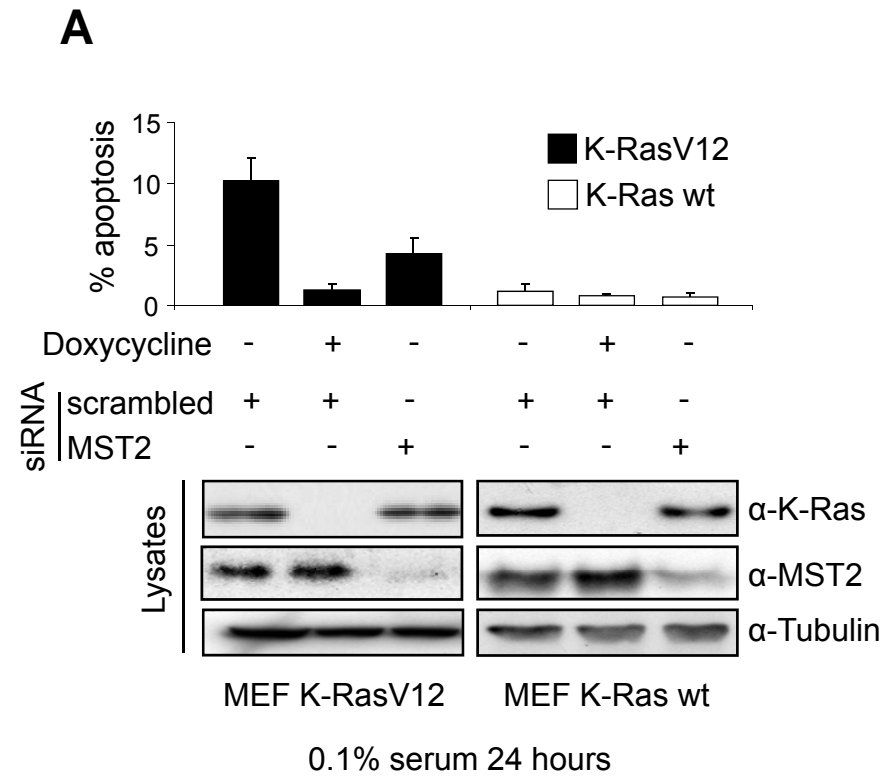 A
% apoptosis
15
10
5
0
K-RasV12
K-Ras wt
Doxycycline - + - - + -
siRNA
scrambled + + - + + -
MST2 - - + - - +
Lysates
α-K-Ras
α-MST2
α-Tubulin
MEF K-RasV12 MEF K-Ras wt
0.1% serum 24 hours